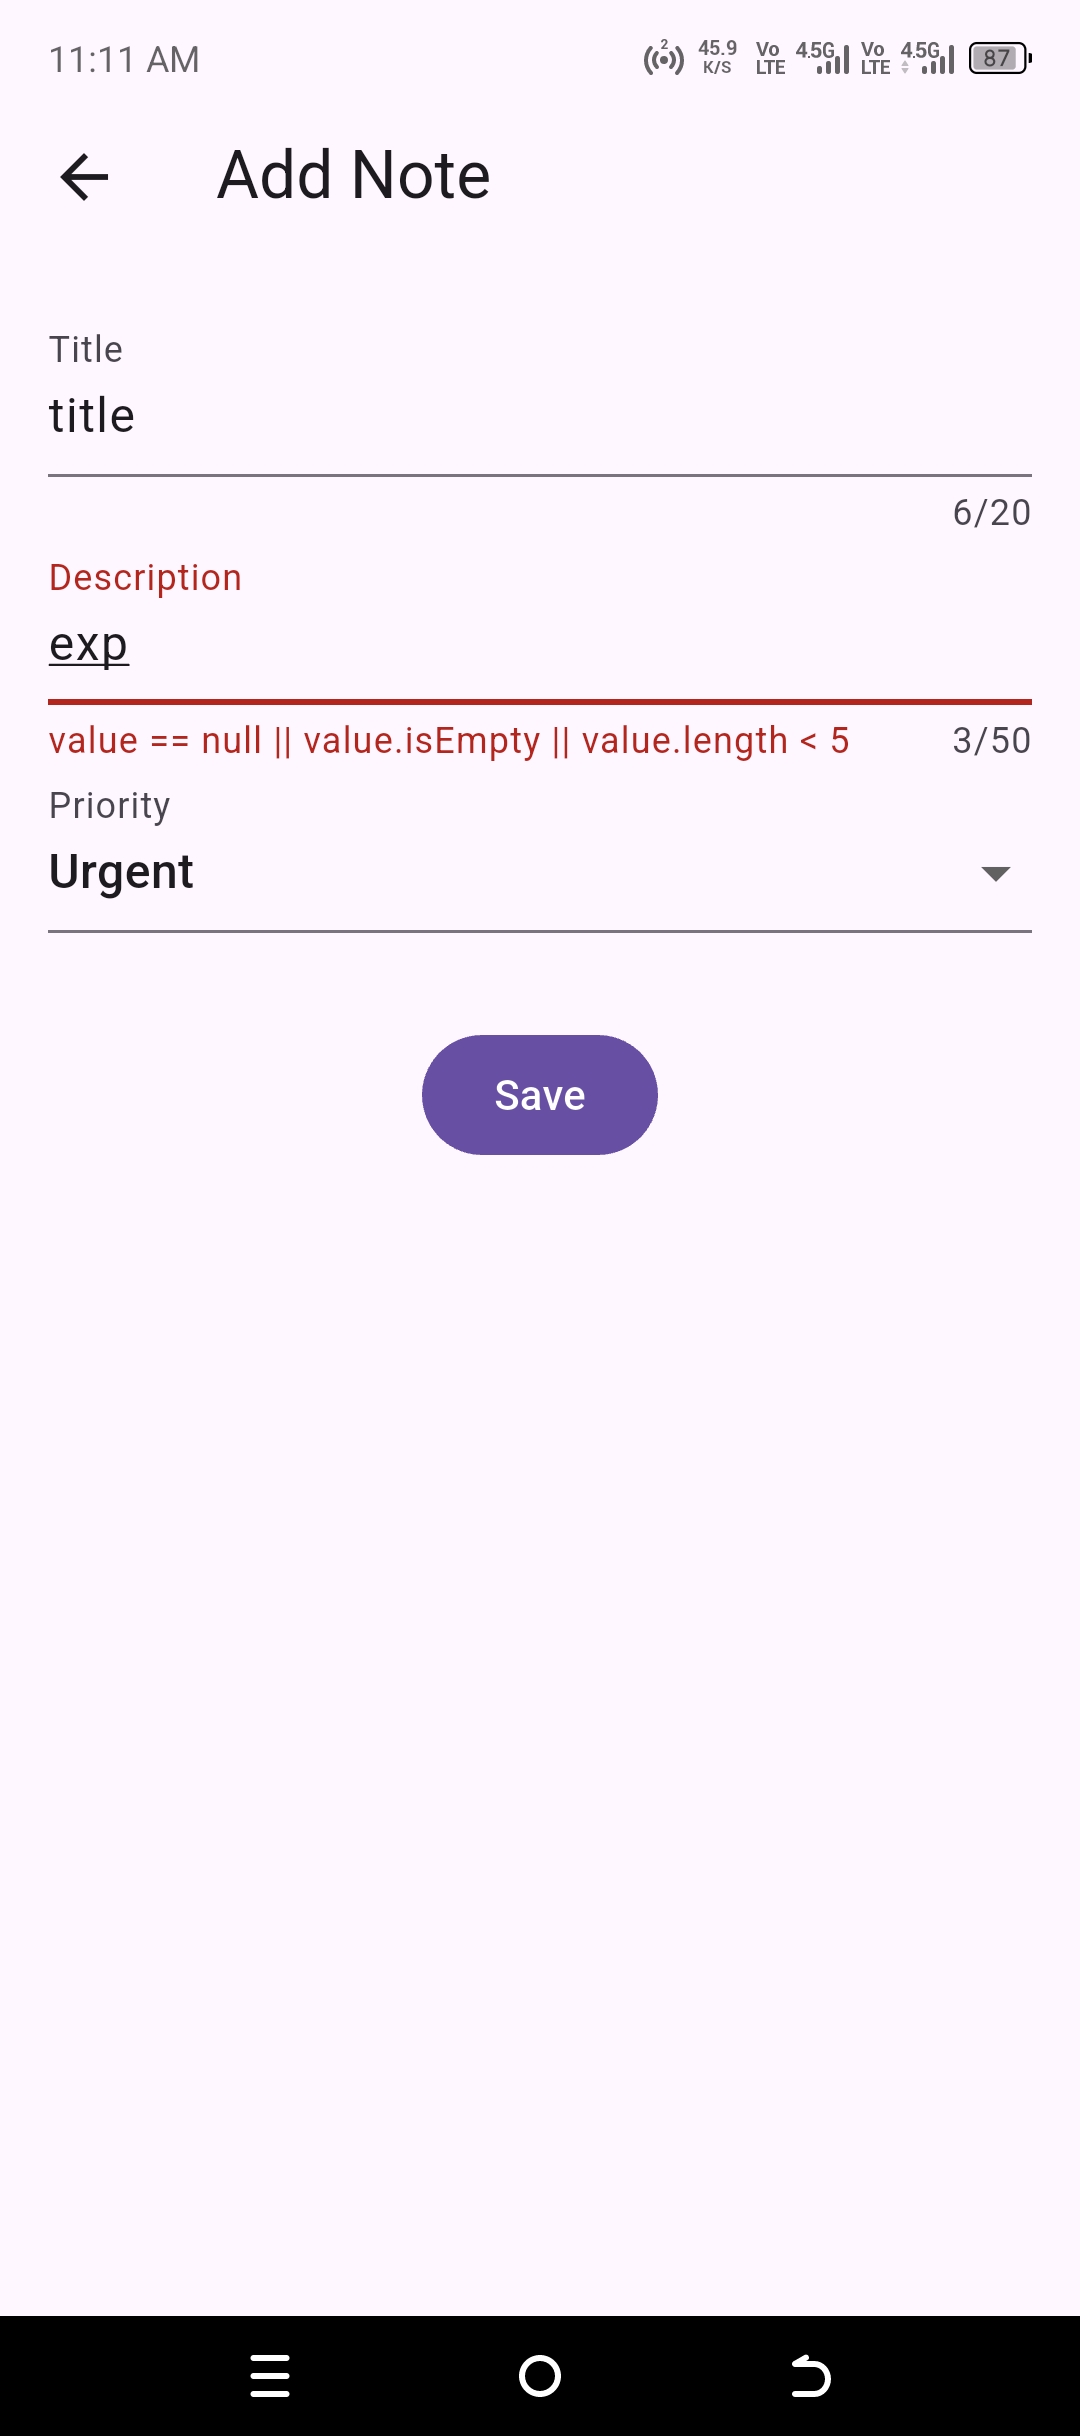 11:11 AM 2 45.9 K/S Vo LTE 4.5G Vo LTE 4.5G 87
Add Note
Title
title
6/20
Description
exp
value == null || value.isEmpty || value.length < 5 3/50
Priority
Urgent
Save